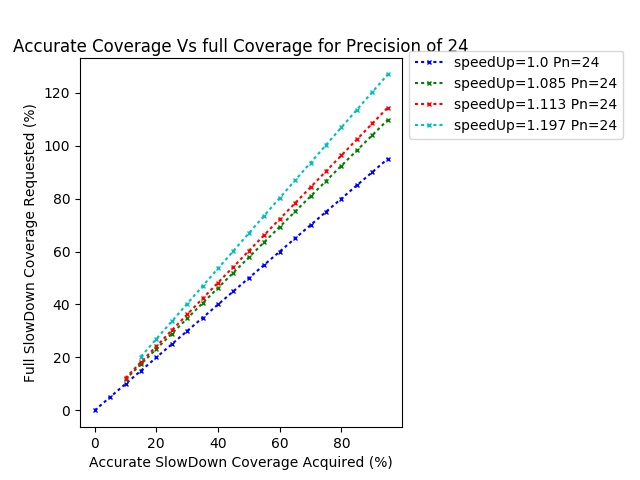 Accurate Coverage Vs full Coverage for Precision of 24
speedUp=1.0 Pn=24
speedUp=1.085 Pn=24
speedUp=1.113 Pn=24
speedUp=1.197 Pn=24
Full SlowDown Coverage Requested (%)
120
100
80
60
40
20
0
0 20 40 60 80
Accurate SlowDown Coverage Acquired (%)